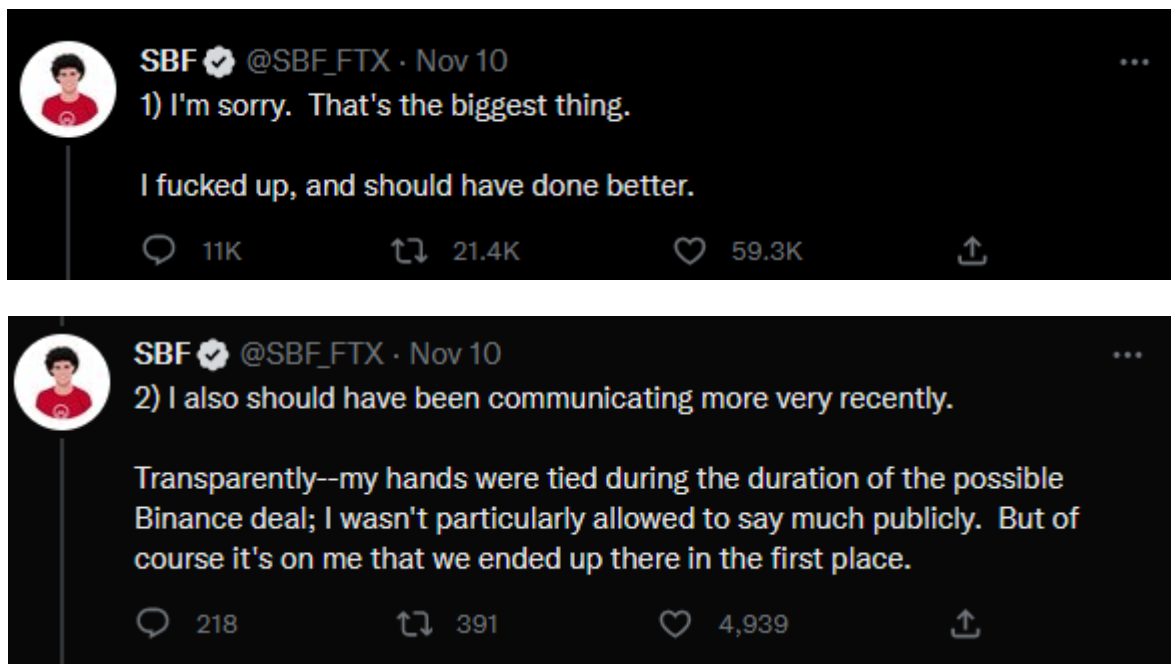 SBF @SBF_FTX · Nov 10
1) I'm sorry.  That's the biggest thing.
I fucked up, and should have done better.
11K 21.4K 59.3K
SBF @SBF_FTX · Nov 10
2) I also should have been communicating more very recently.
Transparently--my hands were tied during the duration of the possible
Binance deal; I wasn't particularly allowed to say much publicly.  But of
course it's on me that we ended up there in the first place.
218 391 4,939